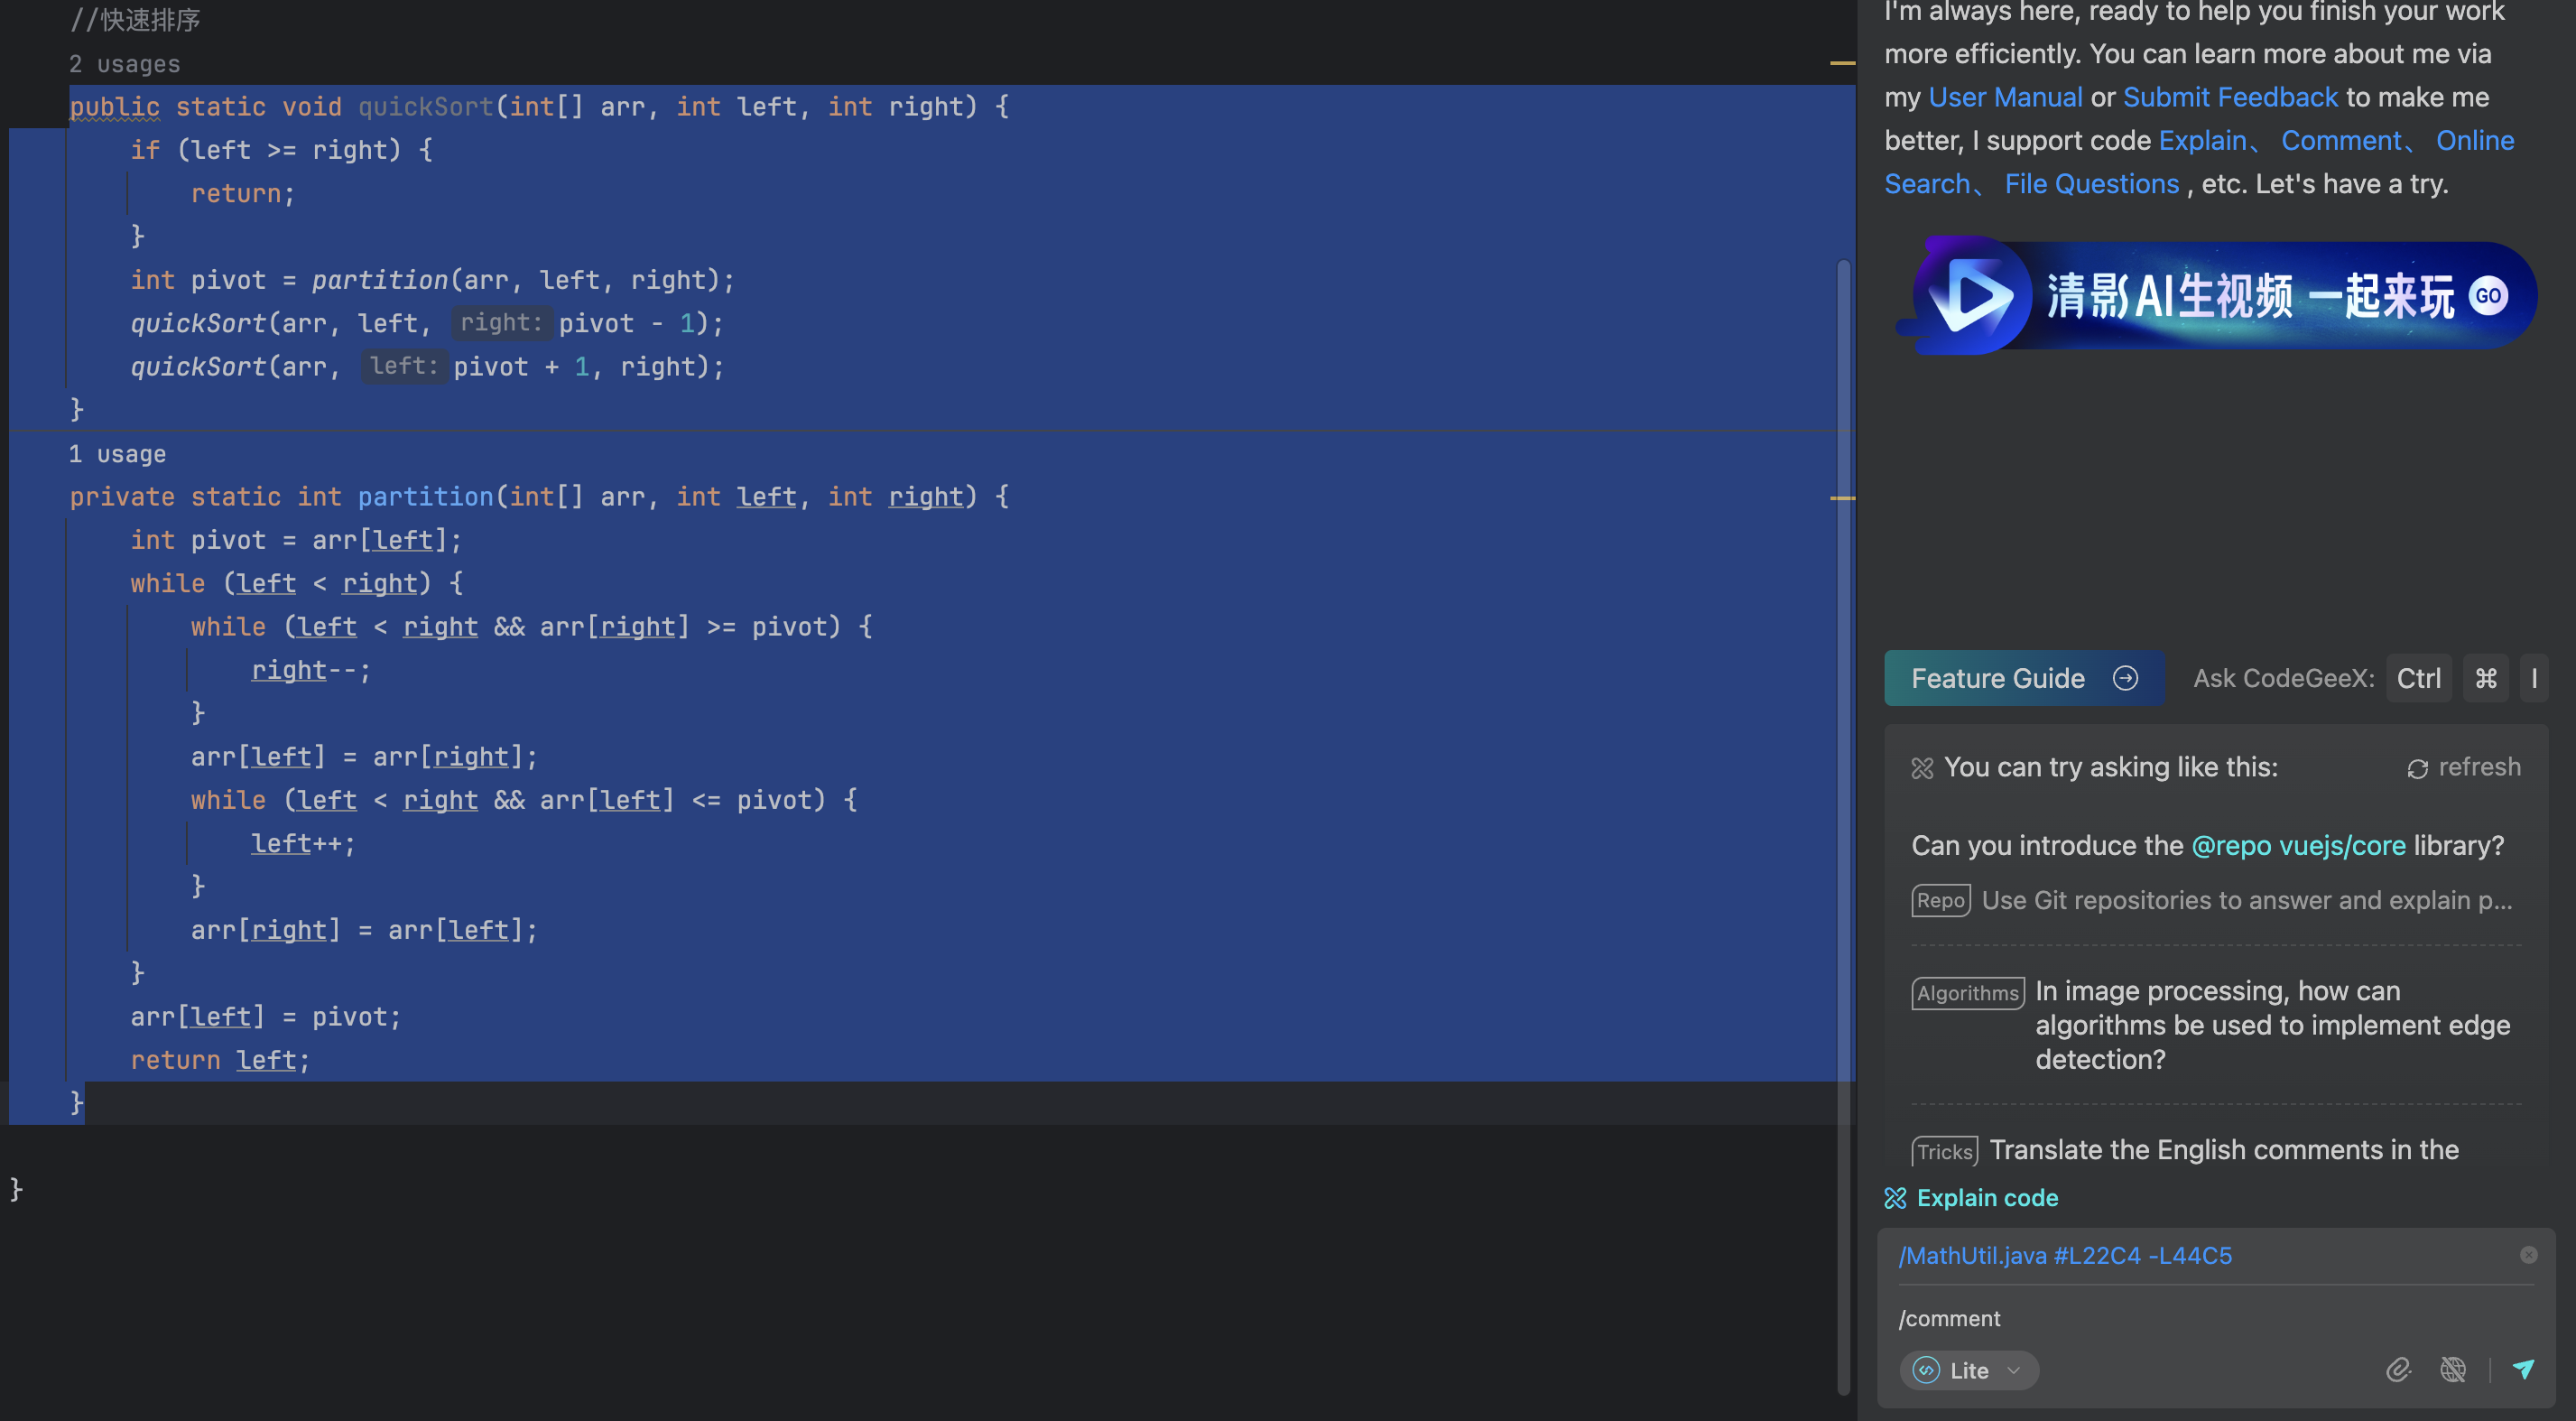 //快速排序
2 usages
public static void quickSort(int[] arr, int left, int right) {
if (left >= right) {
return;
}
int pivot = partition(arr, left, right);
quickSort(arr, left, right: pivot - 1);
quickSort(arr, left: pivot + 1, right);
}
1 usage
private static int partition(int[] arr, int left, int right) {
int pivot = arr[left];
while (left < right) {
while (left < right && arr[right] >= pivot) {
right--;
}
arr[left] = arr[right];
while (left < right && arr[left] <= pivot) {
left++;
}
arr[right] = arr[left];
}
arr[left] = pivot;
return left;
}
}
I'm always here, ready to help you finish your work
more efficiently. You can learn more about me via
my User Manual or Submit Feedback to make me
better, I support code Explain、 Comment、 Online
Search、 File Questions , etc. Let's have a try.
清影AI生视频 一起来玩 GO
Feature Guide Ask CodeGeeX: Ctrl ⌘ I
You can try asking like this: refresh
Can you introduce the @repo vuejs/core library?
Repo Use Git repositories to answer and explain p...
Algorithms In image processing, how can
algorithms be used to implement edge
detection?
Tricks Translate the English comments in the
Explain code
/MathUtil.java #L22C4 -L44C5
/comment
Lite